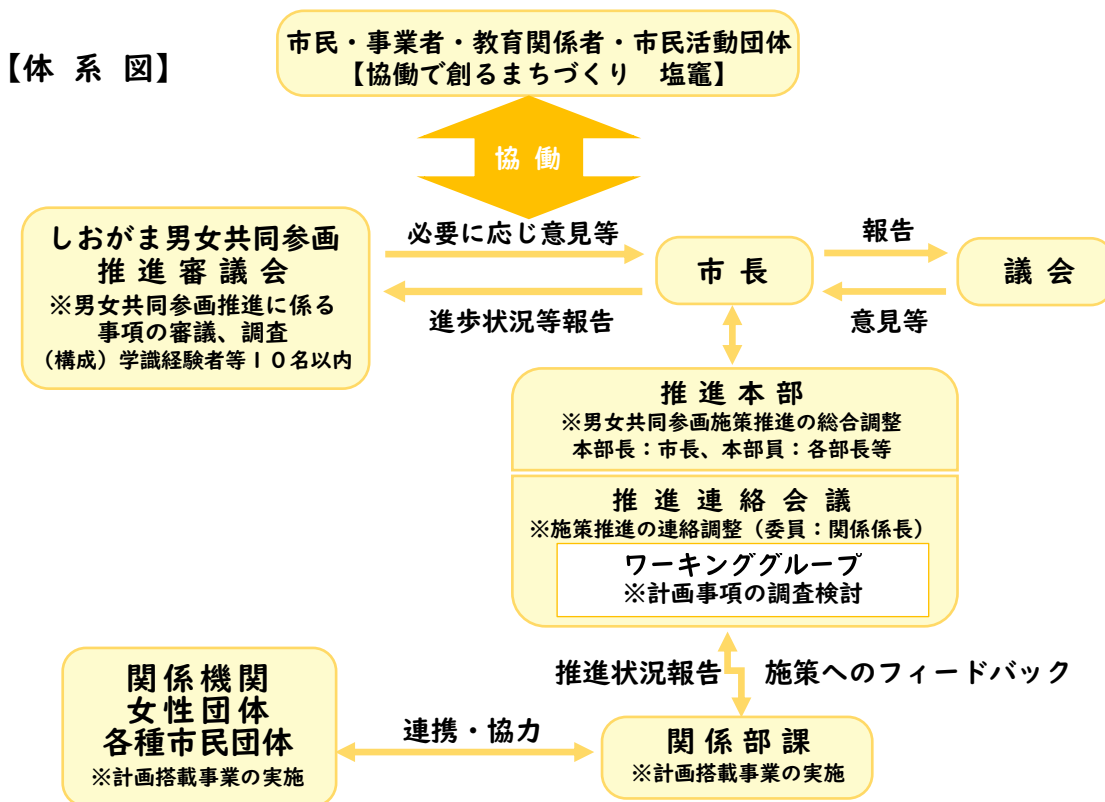 【体 系 図】
市民・事業者・教育関係者・市民活動団体
【協働で創るまちづくり　塩竈】
協 働
しおがま男女共同参画
推 進 審 議 会
※男女共同参画推進に係る
事項の審議、調査
（構成）学識経験者等１０名以内
必要に応じ意見等
進歩状況等報告
市 長
報告
意見等
議 会
推 進 本 部
※男女共同参画施策推進の総合調整
本部長：市長、本部員：各部長等
推 進 連 絡 会 議
※施策推進の連絡調整（委員：関係係長）
ワーキンググループ
※計画事項の調査検討
推進状況報告
施策へのフィードバック
関 係 機 関
女 性 団 体
各種市民団体
※計画搭載事業の実施
連携・協力
関 係 部 課
※計画搭載事業の実施